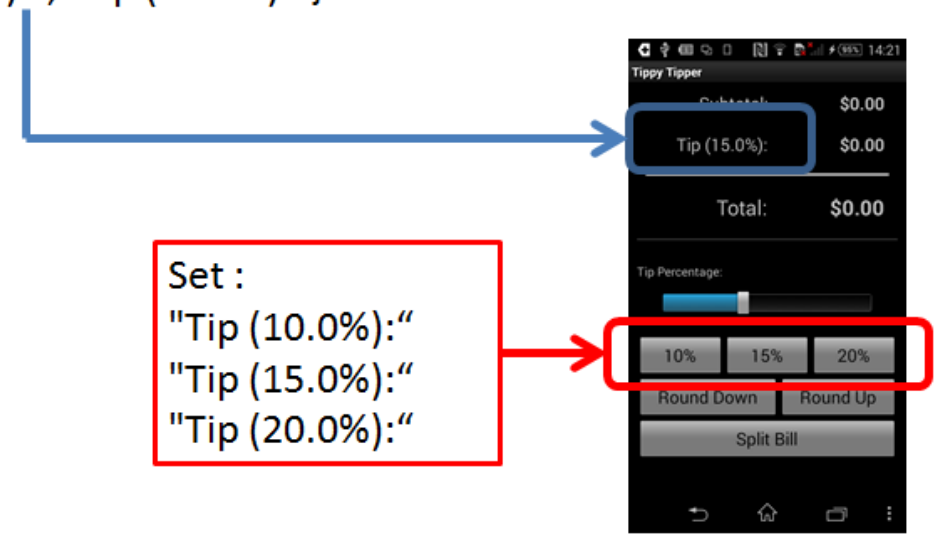 14:21
Tippy Tipper
$0.00
Tip (15.0%): $0.00
Total: $0.00
Tip Percentage:
Set :
"Tip (10.0%):“
"Tip (15.0%):“
"Tip (20.0%):“
10% 15% 20%
Round Down Round Up
Split Bill